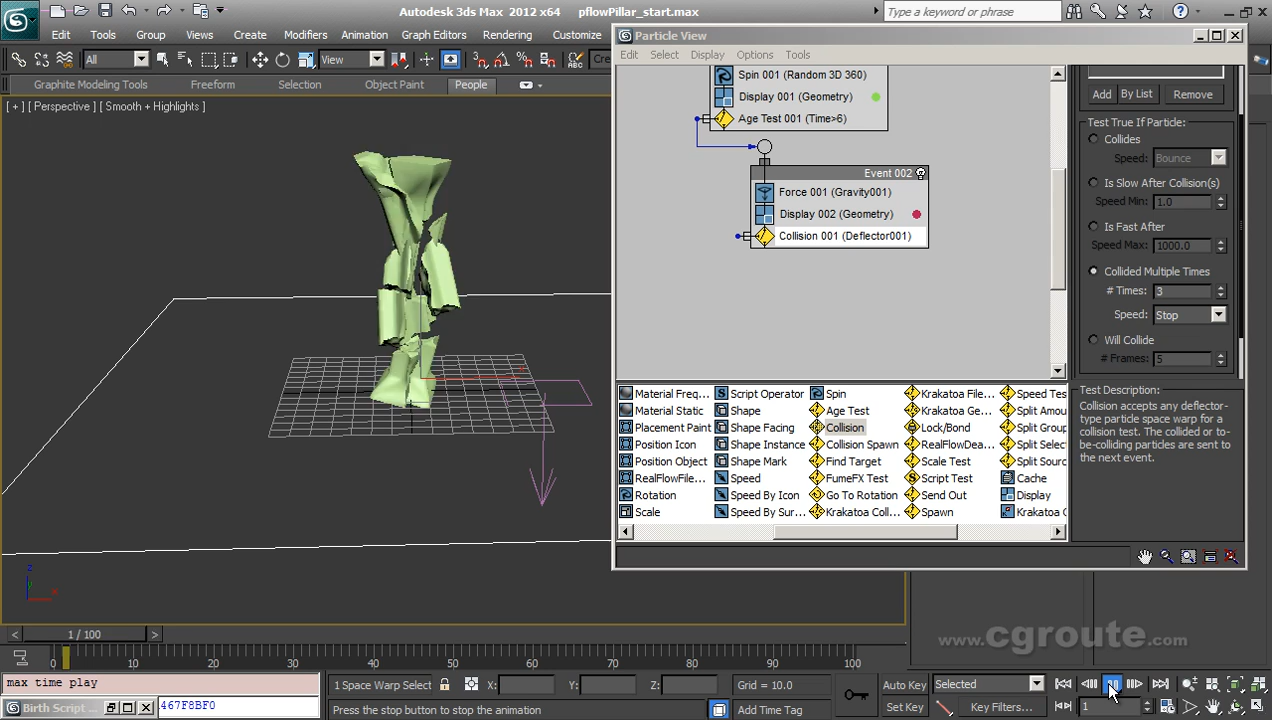 Autodesk 3ds Max 2012 x64 pflowPillar_start.max
Type a keyword or phrase
Edit Tools Group Views Create Modifiers Animation Graph Editors Rendering Customize
All View
Graphite Modeling Tools Freeform Selection Object Paint People
[ + ] [ Perspective ] [ Smooth + Highlights ]
Particle View
Edit Select Display Options Tools
Spin 001 (Random 3D 360)
Display 001 (Geometry)
Age Test 001 (Time>6)
Event 002
Force 001 (Gravity001)
Display 002 (Geometry)
Collision 001 (Deflector001)
Add By List Remove
Test True If Particle:
Collides
Speed: Bounce
Is Slow After Collision(s)
Speed Min: 1.0
Is Fast After
Speed Max: 1000.0
Collided Multiple Times
# Times: 3
Speed: Stop
Will Collide
# Frames: 5
Material Freq... Script Operator Spin Krakatoa File... Speed Tes
Material Static Shape Age Test Krakatoa Ge... Split Amou
Placement Paint Shape Facing Collision Lock/Bond Split Group
Position Icon Shape Instance Collision Spawn RealFlowDea... Split Selec
Position Object Shape Mark Find Target Scale Test Split Sourc
RealFlowFile... Speed FumeFX Test Script Test Cache
Rotation Speed By Icon Go To Rotation Send Out Display
Scale Speed By Sur... Krakatoa Coll... Spawn Krakatoa O
Test Description:
Collision accepts any deflector-
type particle space warp for a
collision test. The collided or to-
be-colliding particles are sent to
the next event.
www.cgroute.com
1 / 100
0 10 20 30 40 50 60 70 80 90 100
max time play
Birth Script 467F8BF0
1 Space Warp Select X: Y: Z: Grid = 10.0
Press the stop button to stop the animation
Add Time Tag
Auto Key Selected
Set Key Key Filters... 1